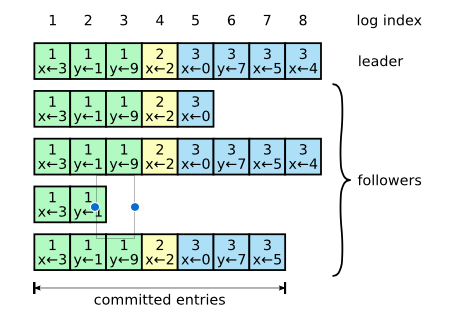 1 2 3 4 5 6 7 8 log index
1 1 1 2 3 3 3 3
x←3 y←1 y←9 x←2 x←0 y←7 x←5 x←4 leader
1 1 1 2 3
x←3 y←1 y←9 x←2 x←0
1 1 1 2 3 3 3 3
x←3 y←1 y←9 x←2 x←0 y←7 x←5 x←4
followers
1 1
x←3 y←1
1 1 1 2 3 3 3
x←3 y←1 y←9 x←2 x←0 y←7 x←5
committed entries